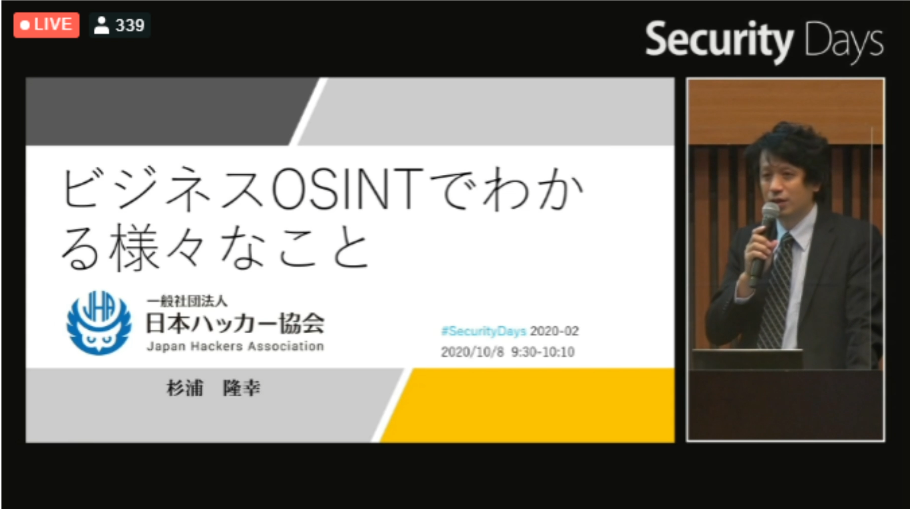 LIVE 339
Security Days
ビジネスOSINTでわか
る様々なこと
JHA
一般社団法人
日本ハッカー協会
Japan Hackers Association
#SecurityDays 2020-02
2020/10/8 9:30-10:10
杉浦 隆幸